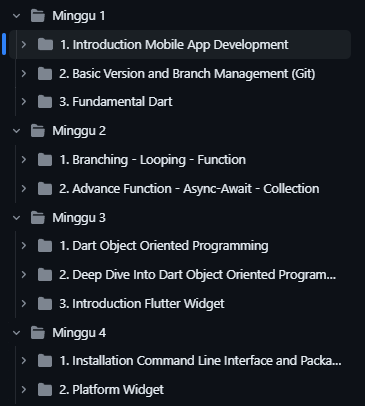 Minggu 1
1. Introduction Mobile App Development
2. Basic Version and Branch Management (Git)
3. Fundamental Dart
Minggu 2
1. Branching - Looping - Function
2. Advance Function - Async-Await - Collection
Minggu 3
1. Dart Object Oriented Programming
2. Deep Dive Into Dart Object Oriented Program...
3. Introduction Flutter Widget
Minggu 4
1. Installation Command Line Interface and Packa...
2. Platform Widget